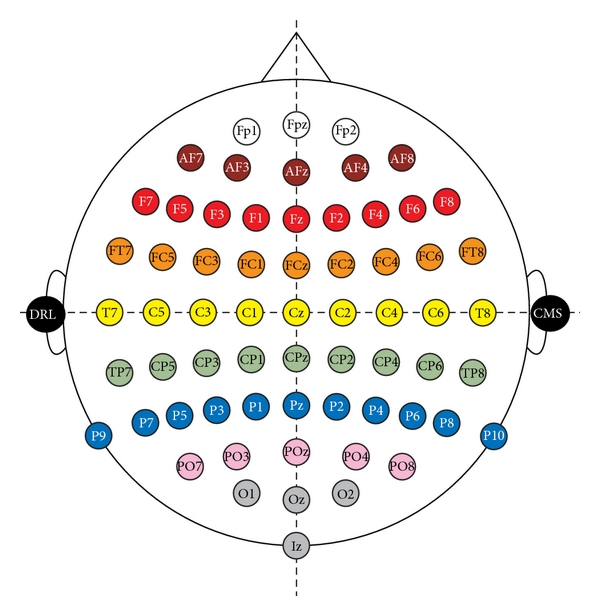 Fp1 Fpz Fp2
AF7 AF3 AFz AF4 AF8
F7 F5 F3 F1 Fz F2 F4 F6 F8
FT7 FC5 FC3 FC1 FCz FC2 FC4 FC6 FT8
DRL T7 C5 C3 C1 Cz C2 C4 C6 T8 CMS
TP7 CP5 CP3 CP1 CPz CP2 CP4 CP6 TP8
P9 P7 P5 P3 P1 Pz P2 P4 P6 P8 P10
PO7 PO3 POz PO4 PO8
O1 Oz O2
Iz